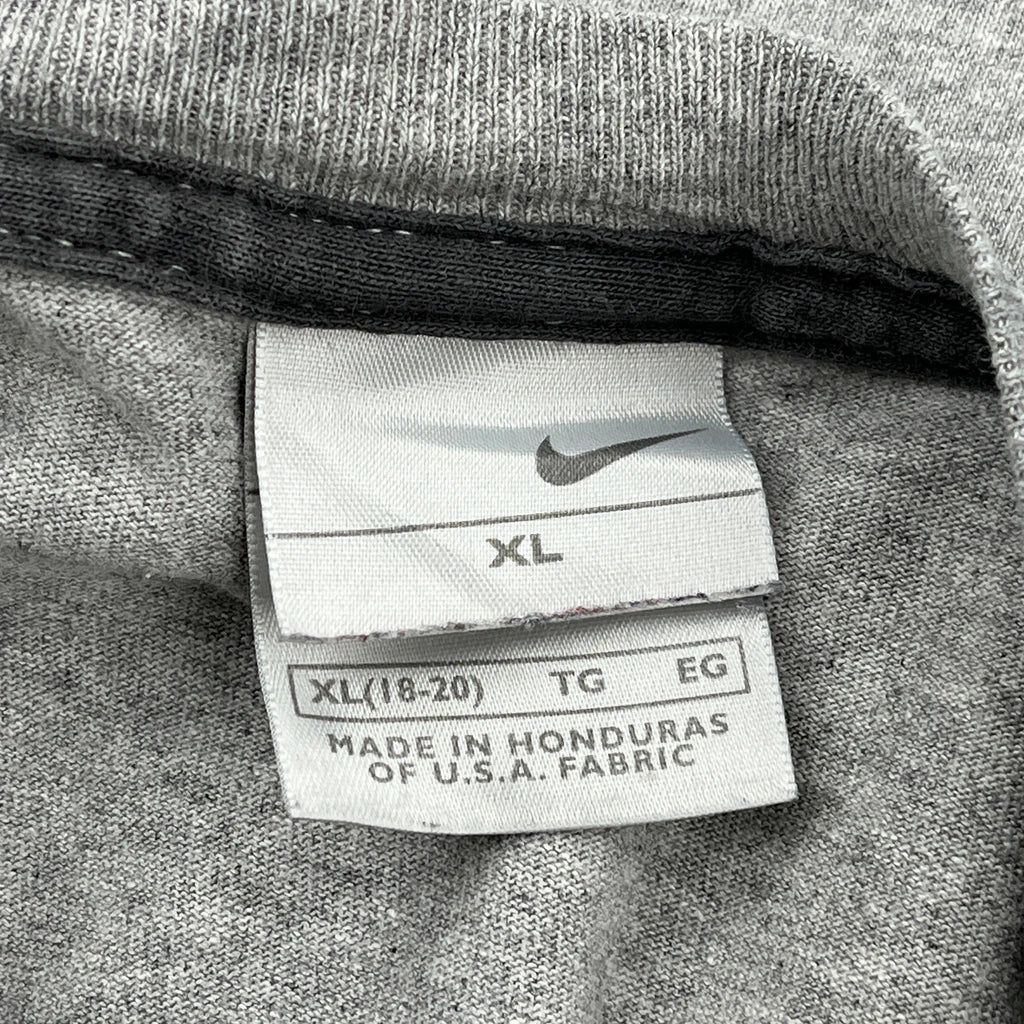 XL
XL(18-20) TG EG
MADE IN HONDURAS
OF U.S.A. FABRIC